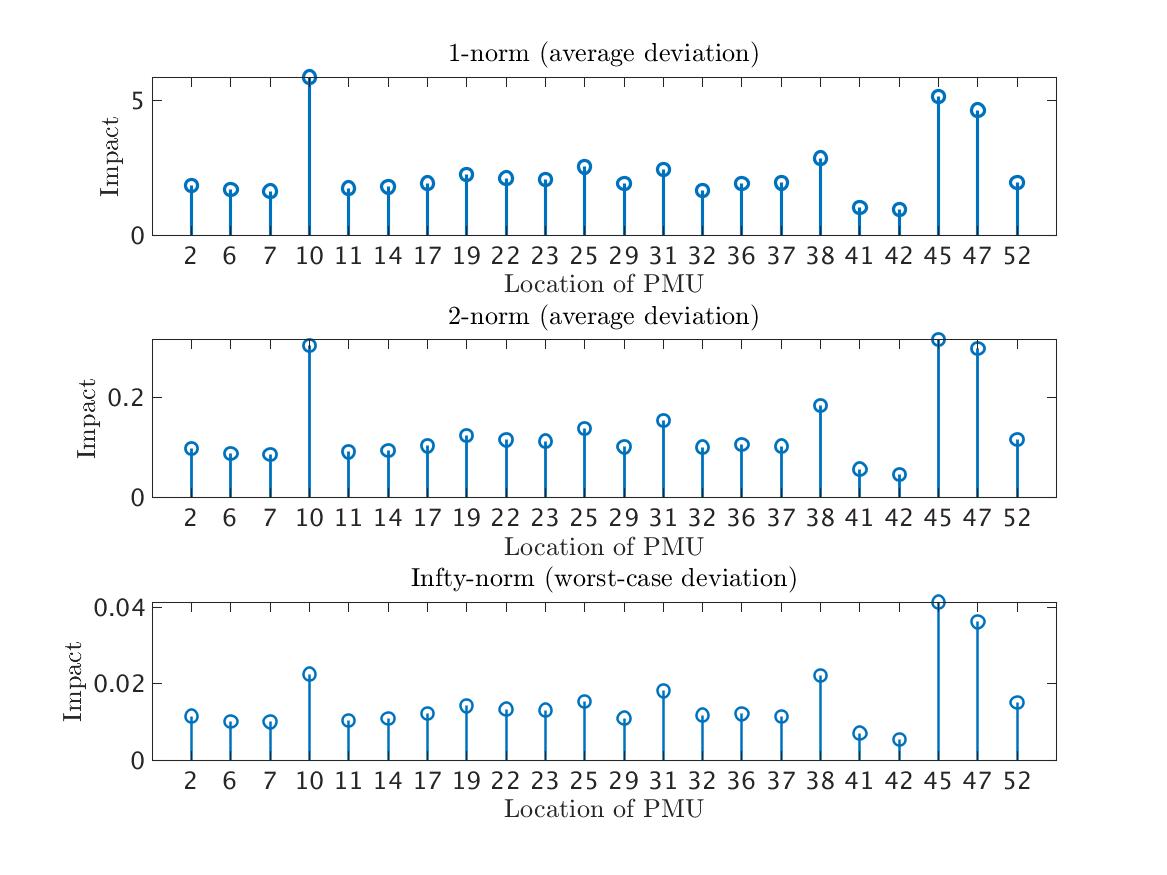 1-norm (average deviation)
5
0
Impact
2 6 7 10 11 14 17 19 22 23 25 29 31 32 36 37 38 41 42 45 47 52
Location of PMU
2-norm (average deviation)
0.2
0
Impact
2 6 7 10 11 14 17 19 22 23 25 29 31 32 36 37 38 41 42 45 47 52
Location of PMU
Infty-norm (worst-case deviation)
0.04
0.02
0
Impact
2 6 7 10 11 14 17 19 22 23 25 29 31 32 36 37 38 41 42 45 47 52
Location of PMU